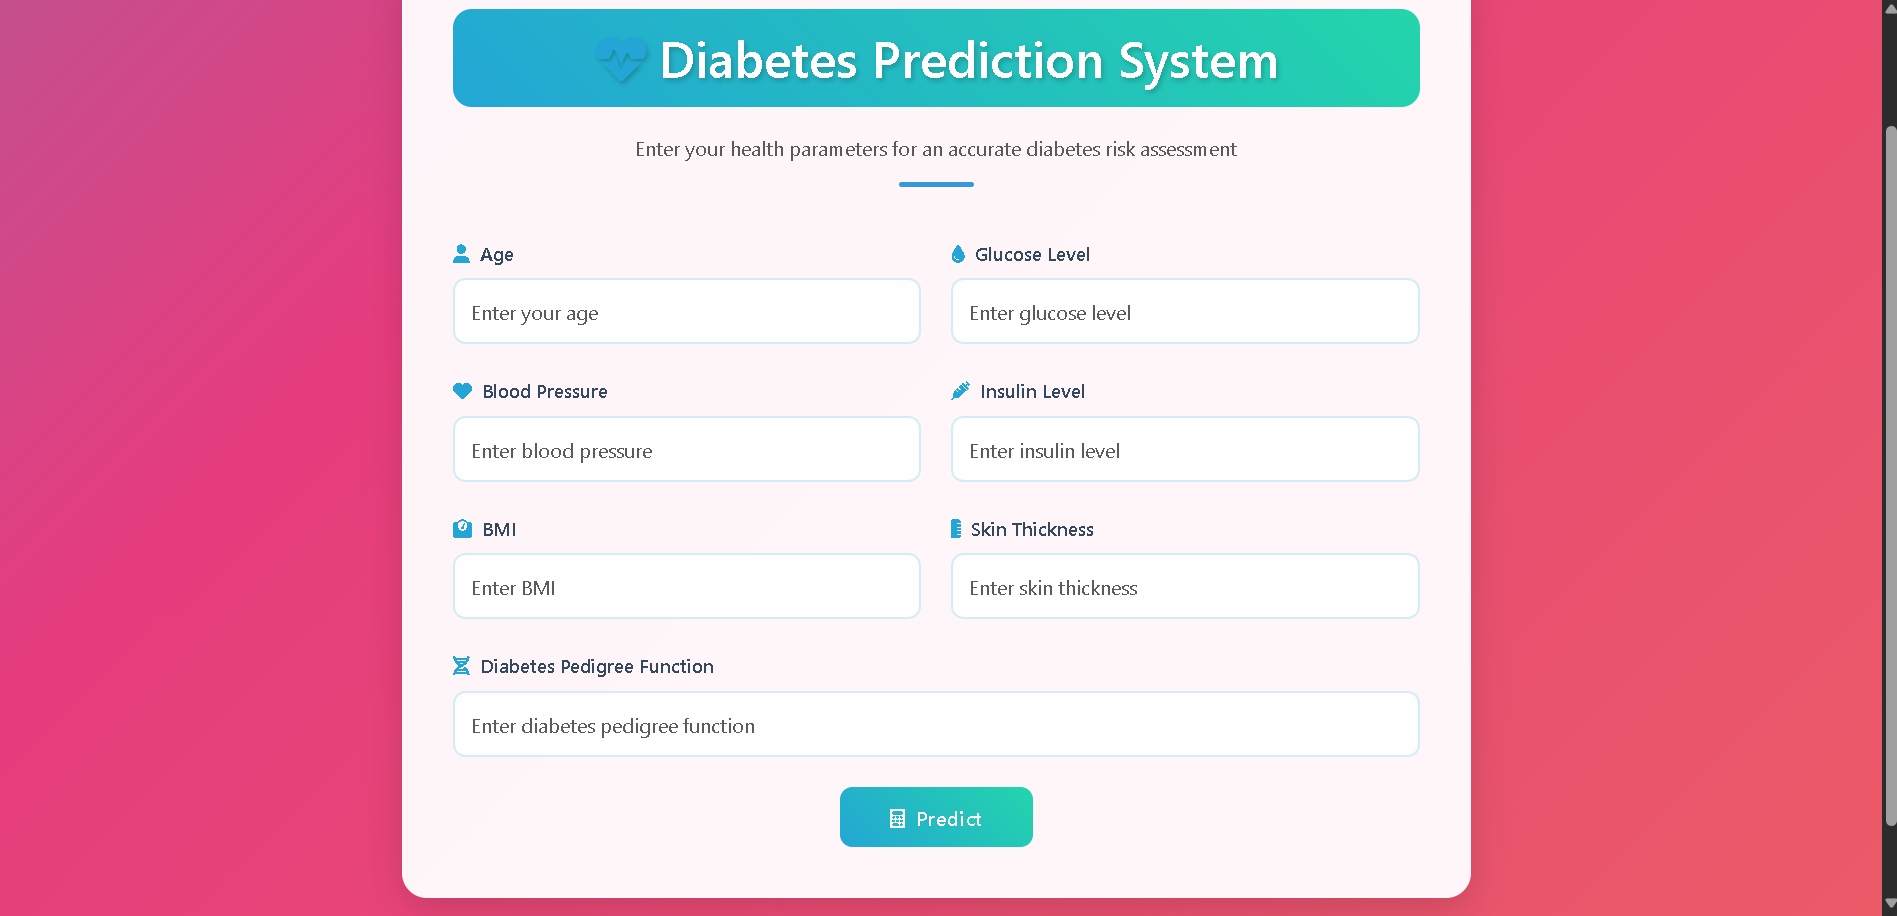 Diabetes Prediction System
Enter your health parameters for an accurate diabetes risk assessment
Age
Glucose Level
Enter your age
Enter glucose level
Blood Pressure
Insulin Level
Enter blood pressure
Enter insulin level
BMI
Skin Thickness
Enter BMI
Enter skin thickness
Diabetes Pedigree Function
Enter diabetes pedigree function
Predict